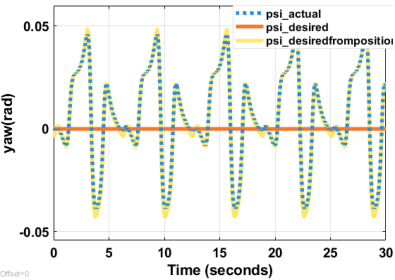 psi_actual
psi_desired
psi_desiredfromposition
0.05
0
-0.05
yaw(rad)
0 5 10 15 20 25 30
Time (seconds)
Offset=0